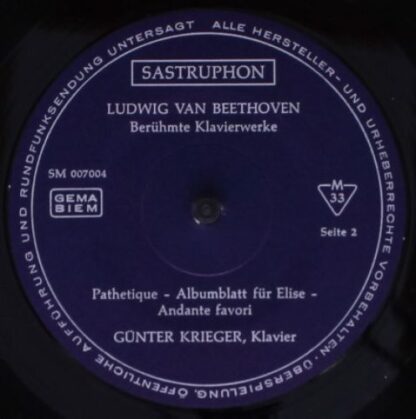 ALLE HERSTELLER- UND URHEBERRECHTE VORBEHALTEN · ÜBERSPIELUNG, ÖFFENTLICHE AUFFÜHRUNG UND RUNDFUNKSENDUNG UNTERSAGT
SASTRUPHON
LUDWIG VAN BEETHOVEN
Berühmte Klavierwerke
SM 007004
GEMA
BIEM
M
33
Seite 2
Pathetique – Albumblatt für Elise –
Andante favori
GÜNTER KRIEGER, Klavier